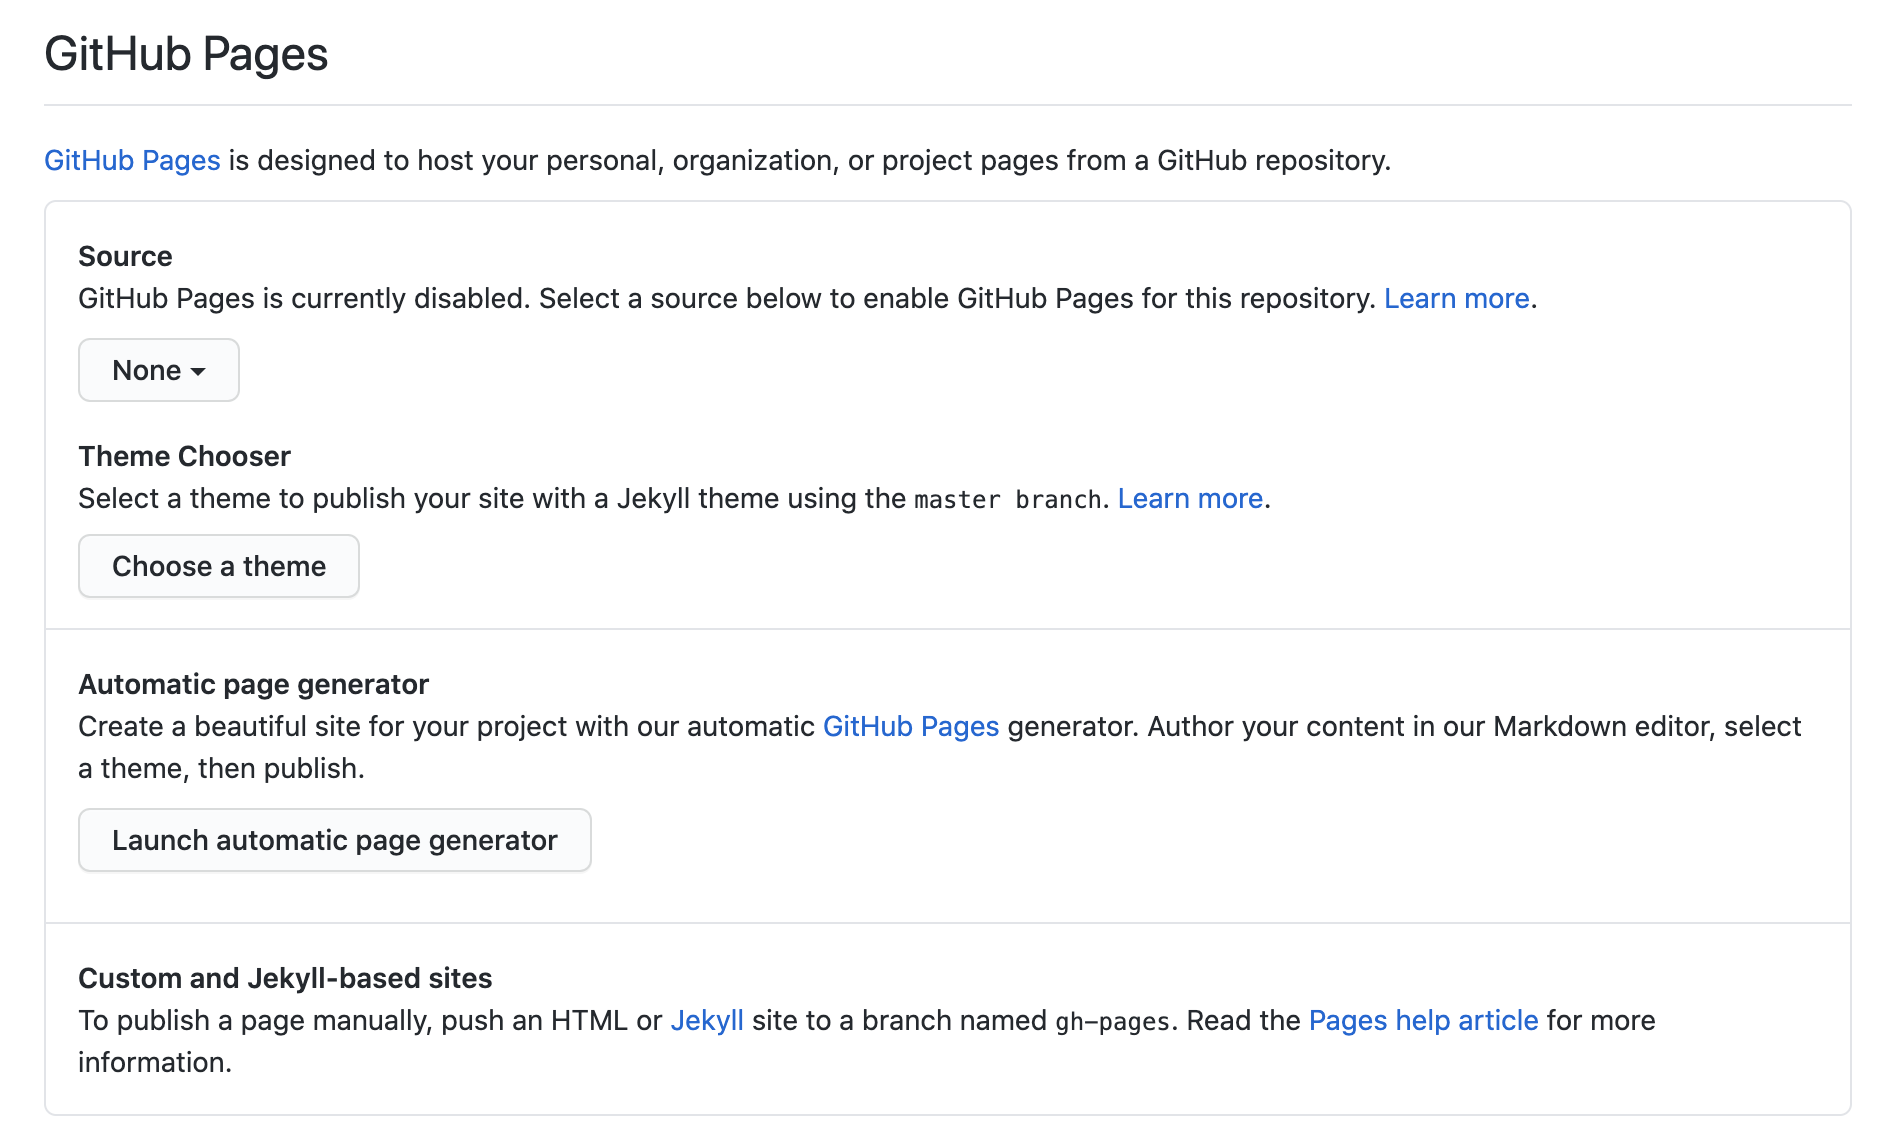 GitHub Pages
GitHub Pages is designed to host your personal, organization, or project pages from a GitHub repository.
Source
GitHub Pages is currently disabled. Select a source below to enable GitHub Pages for this repository. Learn more.
None
Theme Chooser
Select a theme to publish your site with a Jekyll theme using the master branch. Learn more.
Choose a theme
Automatic page generator
Create a beautiful site for your project with our automatic GitHub Pages generator. Author your content in our Markdown editor, select
a theme, then publish.
Launch automatic page generator
Custom and Jekyll-based sites
To publish a page manually, push an HTML or Jekyll site to a branch named gh-pages. Read the Pages help article for more
information.